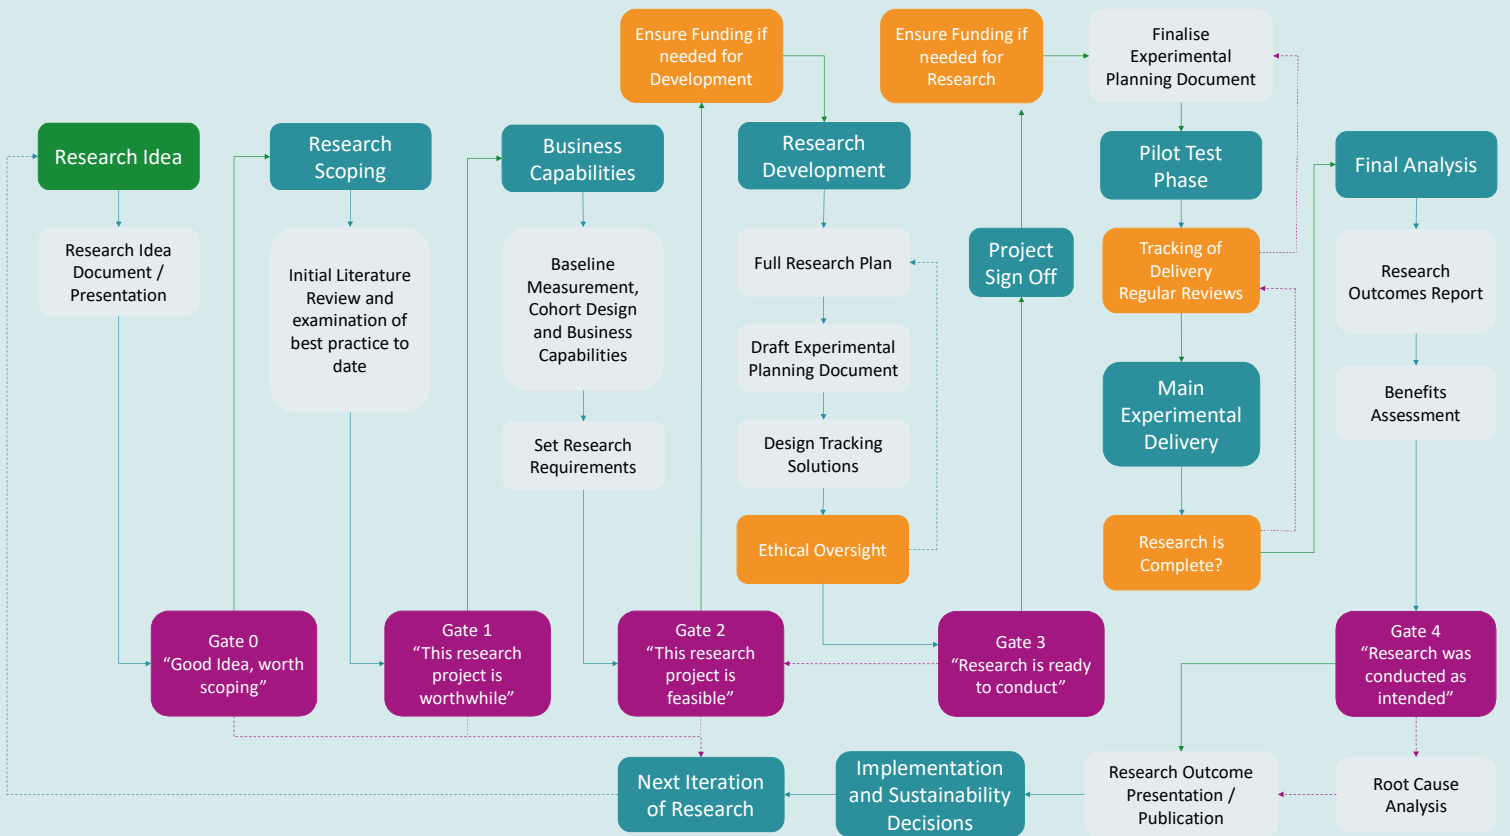 Research Idea
Research Idea
Document /
Presentation
Gate 0
“Good Idea, worth
scoping”
Research
Scoping
Initial Literature
Review and
examination of
best practice to
date
Gate 1
“This research
project is
worthwhile”
Business
Capabilities
Baseline
Measurement,
Cohort Design
and Business
Capabilities
Set Research
Requirements
Gate 2
“This research
project is
feasible”
Ensure Funding if
needed for
Development
Research
Development
Full Research Plan
Draft Experimental
Planning Document
Design Tracking
Solutions
Ethical Oversight
Gate 3
“Research is ready
to conduct”
Project
Sign Off
Ensure Funding if
needed for
Research
Finalise
Experimental
Planning Document
Pilot Test
Phase
Tracking of
Delivery
Regular Reviews
Main
Experimental
Delivery
Research is
Complete?
Final Analysis
Research
Outcomes Report
Benefits
Assessment
Gate 4
“Research was
conducted as
intended”
Root Cause
Analysis
Research Outcome
Presentation /
Publication
Implementation
and Sustainability
Decisions
Next Iteration
of Research